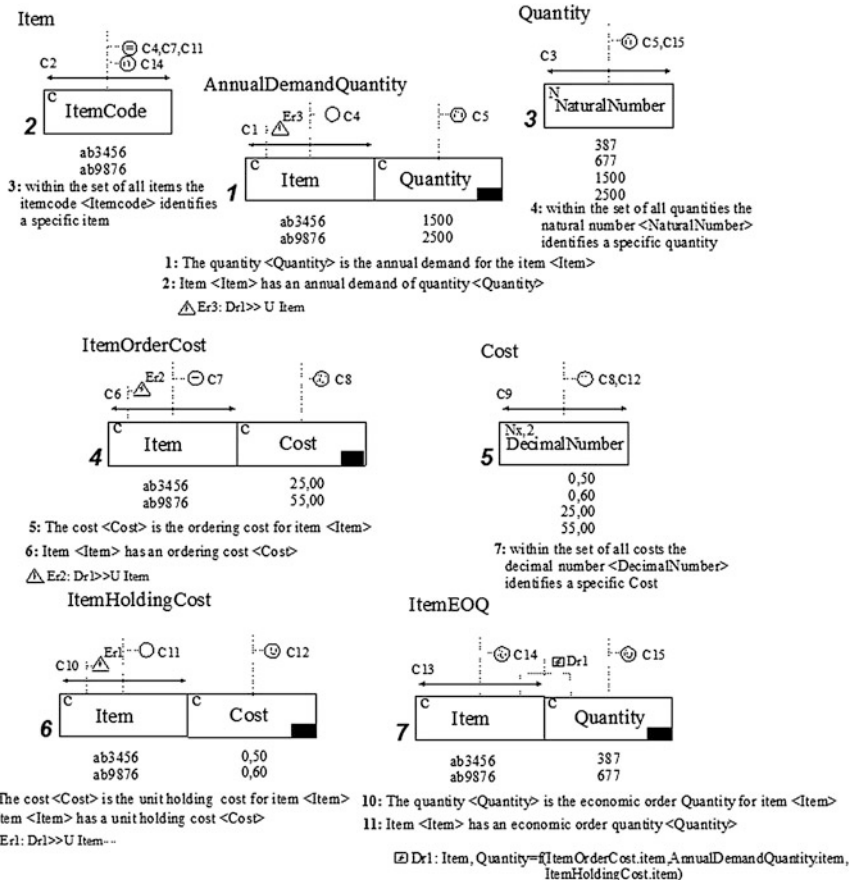 Item
C4,C7,C11
C14
C2
C
ItemCode
2
ab3456
ab9876
3: within the set of all items the
itemcode <Itemcode> identifies
a specific item
AnnualDemandQuantity
Er3
C4
C1
C5
C
Item
C
Quantity
1
ab3456
ab9876
1500
2500
Quantity
C5,C15
C3
N
NaturalNumber
3
387
677
1500
2500
4: within the set of all quantities the
natural number <NaturalNumber>
identifies a specific quantity
1: The quantity <Quantity> is the annual demand for the item <Item>
2: Item <Item> has an annual demand of quantity <Quantity>
Er3: Dr1>> U Item
ItemOrderCost
Er2
C7
C6
C8
C
Item
C
Cost
4
ab3456
ab9876
25,00
55,00
5: The cost <Cost> is the ordering cost for item <Item>
6: Item <Item> has an ordering cost <Cost>
Er2: Dr1>>U Item
Cost
C8,C12
C9
Nx,2
DecimalNumber
5
0,50
0,60
25,00
55,00
7: within the set of all costs the
decimal number <DecimalNumber>
identifies a specific Cost
ItemHoldingCost
Er1
C11
C10
C12
C
Item
C
Cost
6
ab3456
ab9876
0,50
0,60
The cost <Cost> is the unit holding cost for item <Item>
tem <Item> has a unit holding cost <Cost>
Er1: Dr1>>U Item---
ItemEOQ
C14
Dr1
C15
C13
C
Item
C
Quantity
7
ab3456
ab9876
387
677
10: The quantity <Quantity> is the economic order Quantity for item <Item>
11: Item <Item> has an economic order quantity <Quantity>
Dr1: Item, Quantity=f(ItemOrderCost.item,AnnualDemandQuantity.item,
ItemHoldingCost.item)